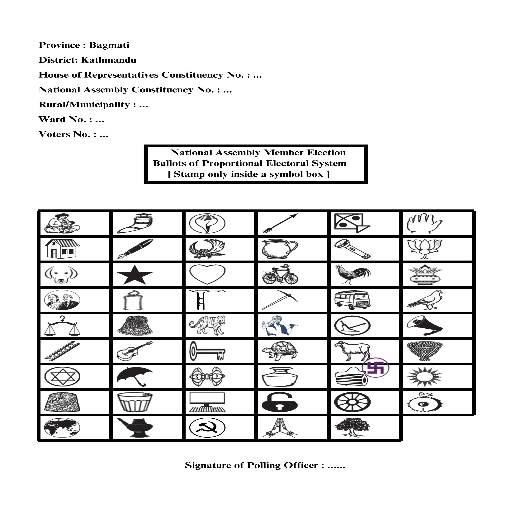 Province : Bagmati
District: Kathmandu
House of Representatives Constituency No. : ...
National Assembly Constituency No. : ...
Rural/Municipality : ...
Ward No. : ...
Voters No. : ...
National Assembly Member Election
Ballots of Proportional Electoral System
[ Stamp only inside a symbol box ]
Signature of Polling Officer : ......